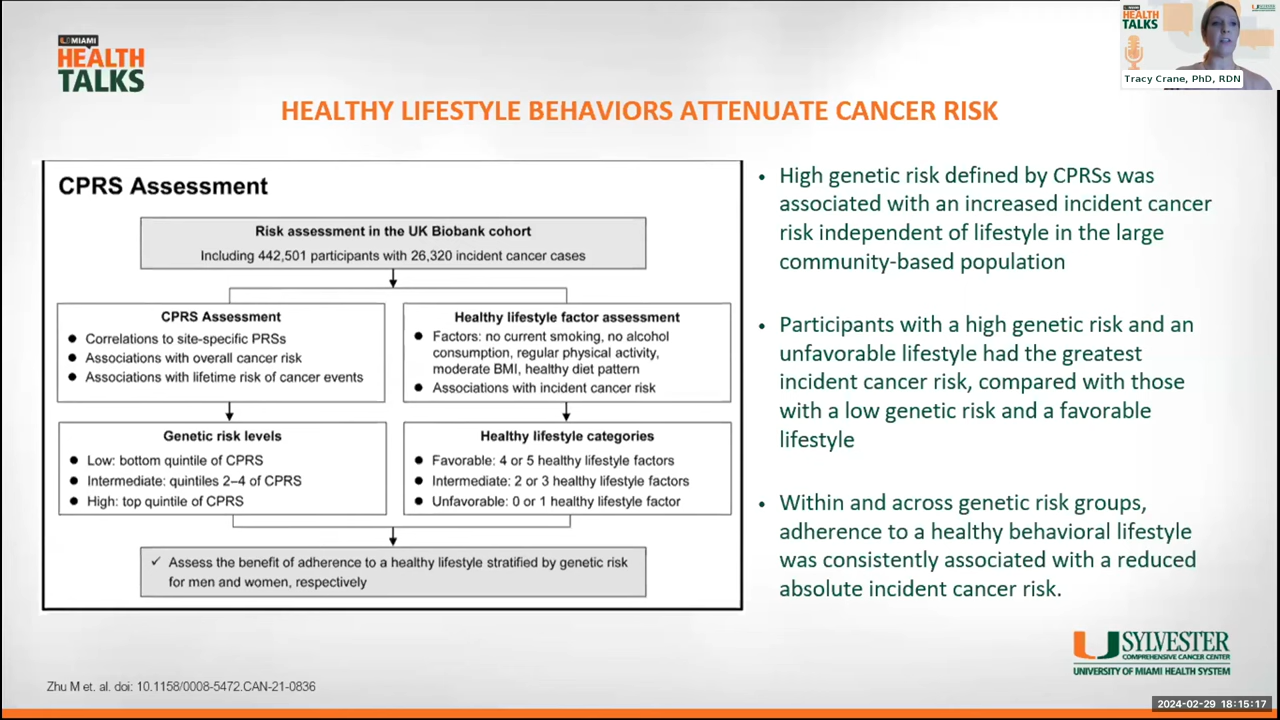 UMIAMI
HEALTH
TALKS
HEALTH
TALKS
Tracy Crane, PhD, RDN
HEALTHY LIFESTYLE BEHAVIORS ATTENUATE CANCER RISK
CPRS Assessment
Risk assessment in the UK Biobank cohort
Including 442,501 participants with 26,320 incident cancer cases
CPRS Assessment
● Correlations to site-specific PRSs
● Associations with overall cancer risk
● Associations with lifetime risk of cancer events
Healthy lifestyle factor assessment
● Factors: no current smoking, no alcohol
consumption, regular physical activity,
moderate BMI, healthy diet pattern
● Associations with incident cancer risk
Genetic risk levels
● Low: bottom quintile of CPRS
● Intermediate: quintiles 2–4 of CPRS
● High: top quintile of CPRS
Healthy lifestyle categories
● Favorable: 4 or 5 healthy lifestyle factors
● Intermediate: 2 or 3 healthy lifestyle factors
● Unfavorable: 0 or 1 healthy lifestyle factor
✓ Assess the benefit of adherence to a healthy lifestyle stratified by genetic risk
for men and women, respectively
• High genetic risk defined by CPRSs was
associated with an increased incident cancer
risk independent of lifestyle in the large
community-based population
• Participants with a high genetic risk and an
unfavorable lifestyle had the greatest
incident cancer risk, compared with those
with a low genetic risk and a favorable
lifestyle
• Within and across genetic risk groups,
adherence to a healthy behavioral lifestyle
was consistently associated with a reduced
absolute incident cancer risk.
SYLVESTER
COMPREHENSIVE CANCER CENTER
UNIVERSITY OF MIAMI HEALTH SYSTEM
Zhu M et. al. doi: 10.1158/0008-5472.CAN-21-0836
2024-02-29 18:15:17